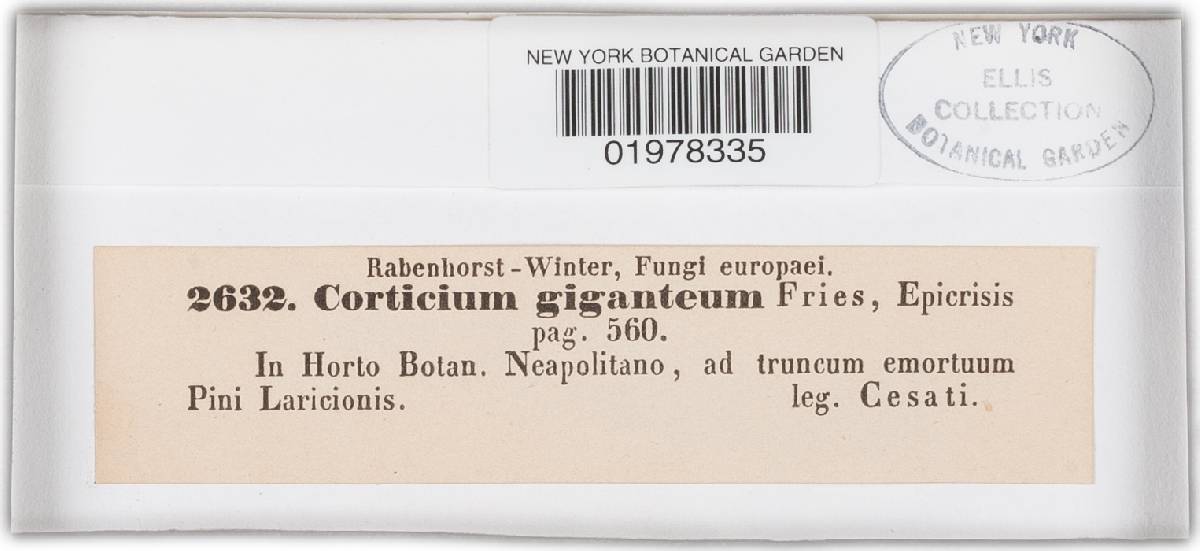 NEW YORK BOTANICAL GARDEN
01978335
NEW YORK
ELLIS
COLLECTION
BOTANICAL GARDEN
Rabenhorst-Winter, Fungi europaei.
2632. Corticium giganteum Fries, Epicrisis
pag. 560.
In Horto Botan. Neapolitano, ad truncum emortuum
Pini Laricionis. leg. Cesati.